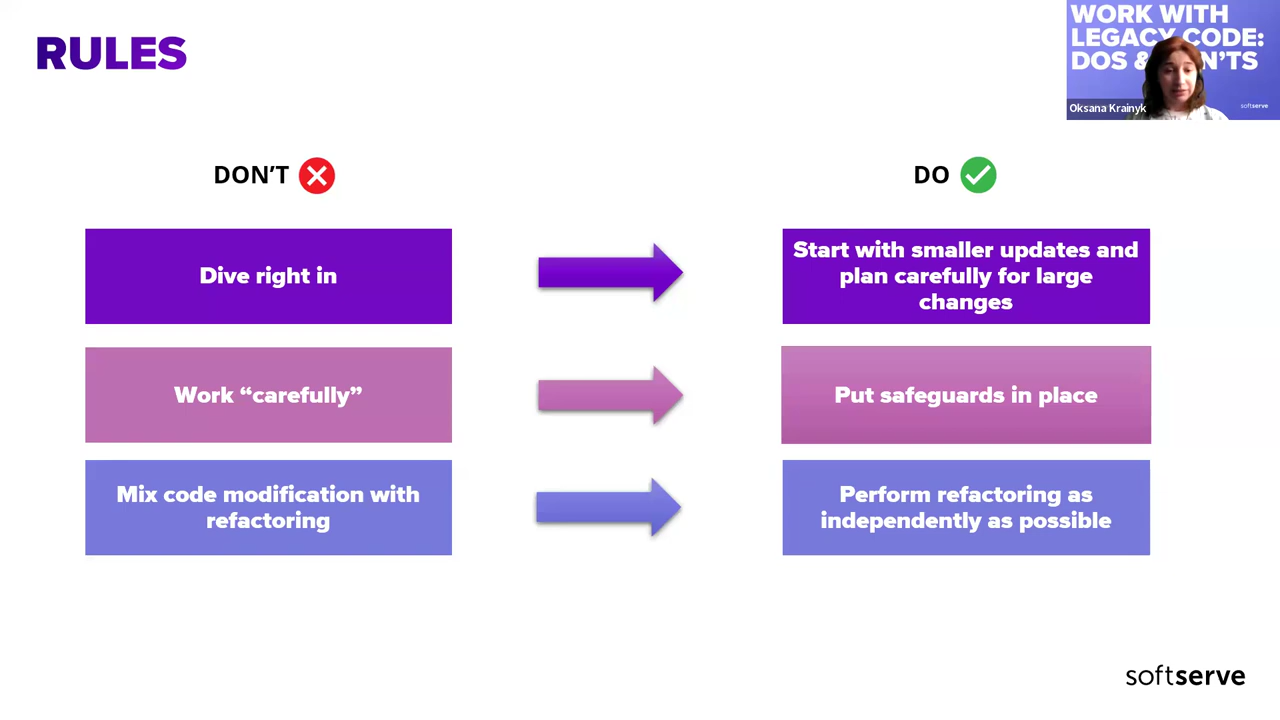 RULES
WORK WITH
LEGACY CODE:
DOS & N'TS
Oksana Krainyk
softserve
DON'T
DO
Dive right in
Start with smaller updates and
plan carefully for large
changes
Work “carefully”
Put safeguards in place
Mix code modification with
refactoring
Perform refactoring as
independently as possible
softserve